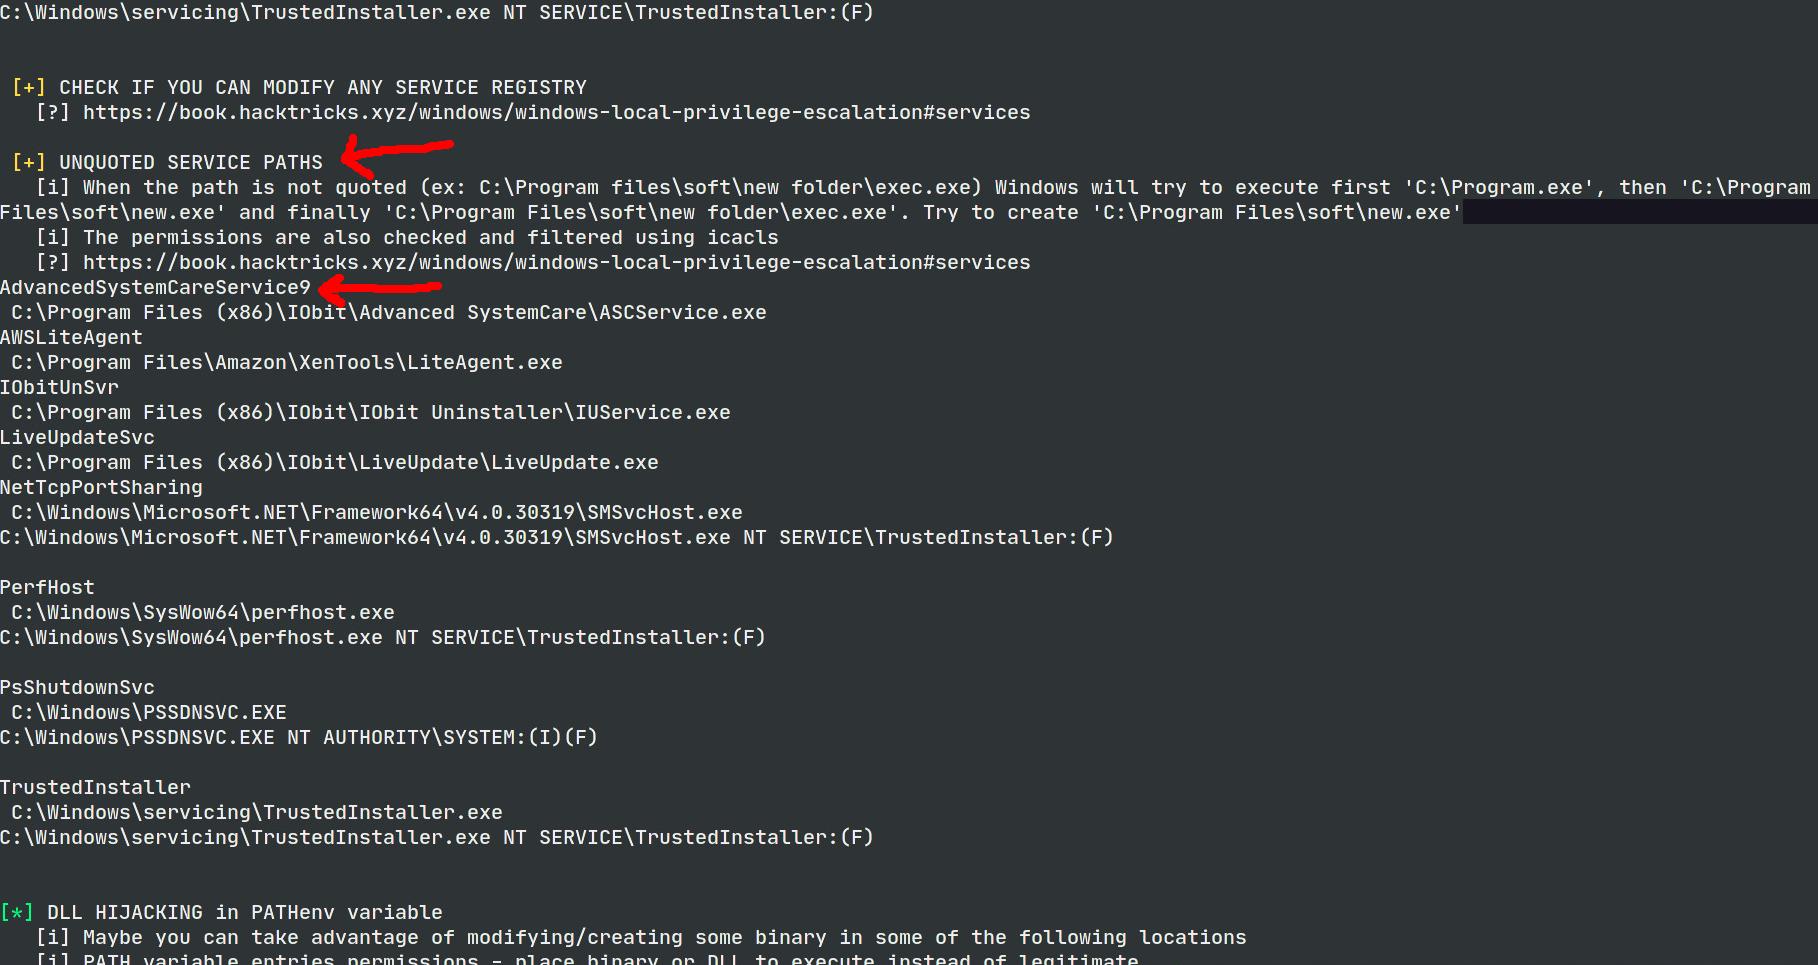 C:\Windows\servicing\TrustedInstaller.exe NT SERVICE\TrustedInstaller:(F)
[+] CHECK IF YOU CAN MODIFY ANY SERVICE REGISTRY
[?] https://book.hacktricks.xyz/windows/windows-local-privilege-escalation#services
[+] UNQUOTED SERVICE PATHS
[i] When the path is not quoted (ex: C:\Program files\soft\new folder\exec.exe) Windows will try to execute first 'C:\Program.exe', then 'C:\Program
Files\soft\new.exe' and finally 'C:\Program Files\soft\new folder\exec.exe'. Try to create 'C:\Program Files\soft\new.exe'
[i] The permissions are also checked and filtered using icacls
[?] https://book.hacktricks.xyz/windows/windows-local-privilege-escalation#services
AdvancedSystemCareService9
C:\Program Files (x86)\IObit\Advanced SystemCare\ASCService.exe
AWSLiteAgent
C:\Program Files\Amazon\XenTools\LiteAgent.exe
IObitUnSvr
C:\Program Files (x86)\IObit\IObit Uninstaller\IUService.exe
LiveUpdateSvc
C:\Program Files (x86)\IObit\LiveUpdate\LiveUpdate.exe
NetTcpPortSharing
C:\Windows\Microsoft.NET\Framework64\v4.0.30319\SMSvcHost.exe
C:\Windows\Microsoft.NET\Framework64\v4.0.30319\SMSvcHost.exe NT SERVICE\TrustedInstaller:(F)
PerfHost
C:\Windows\SysWow64\perfhost.exe
C:\Windows\SysWow64\perfhost.exe NT SERVICE\TrustedInstaller:(F)
PsShutdownSvc
C:\Windows\PSSDNSVC.EXE
C:\Windows\PSSDNSVC.EXE NT AUTHORITY\SYSTEM:(I)(F)
TrustedInstaller
C:\Windows\servicing\TrustedInstaller.exe
C:\Windows\servicing\TrustedInstaller.exe NT SERVICE\TrustedInstaller:(F)
[*] DLL HIJACKING in PATHenv variable
[i] Maybe you can take advantage of modifying/creating some binary in some of the following locations
[i] PATH variable entries permissions - place binary or DLL to execute instead of legitimate